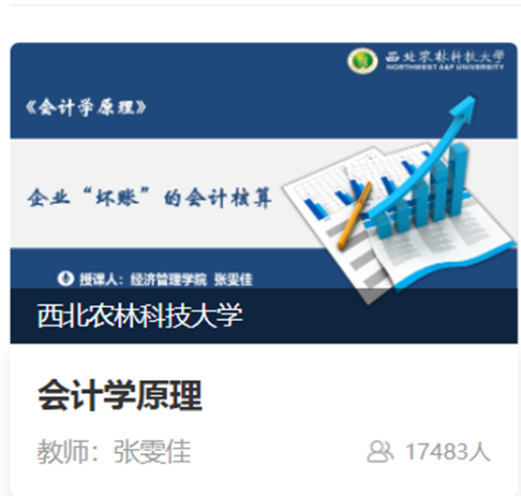 西北农林科技大学
NORTHWEST A&F UNIVERSITY
《会计学原理》
企业“坏账”的会计核算
授课人：经济管理学院 张雯佳
西北农林科技大学
会计学原理
教师：张雯佳
17483人